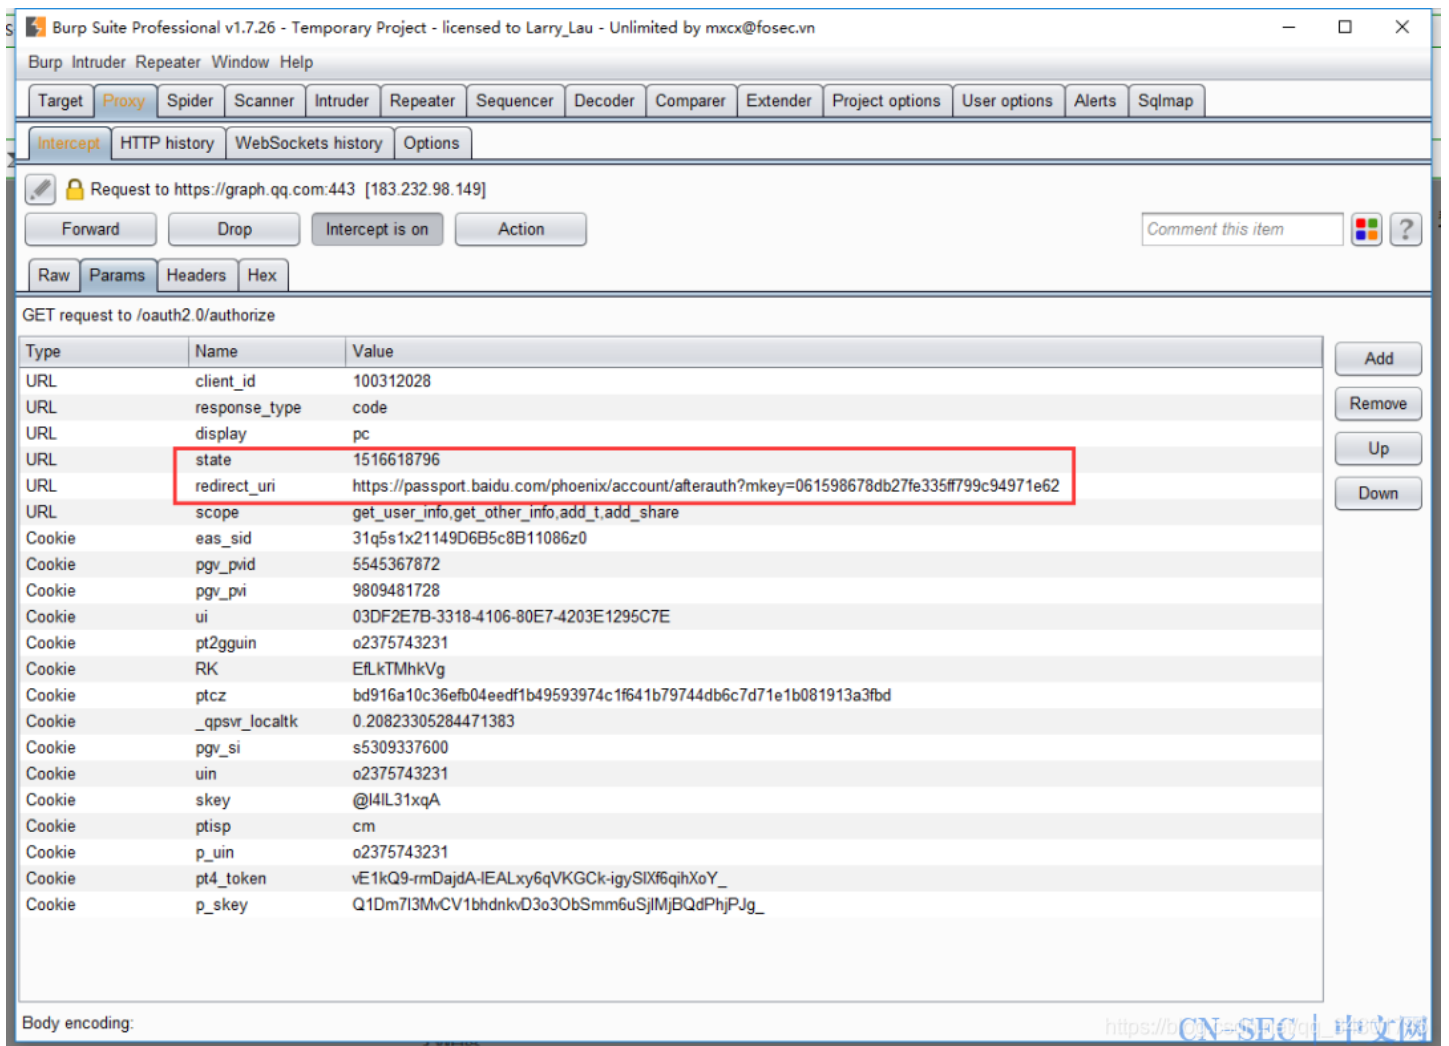 Burp Suite Professional v1.7.26 - Temporary Project - licensed to Larry_Lau - Unlimited by mxcx@fosec.vn
Burp Intruder Repeater Window Help
Target Proxy Spider Scanner Intruder Repeater Sequencer Decoder Comparer Extender Project options User options Alerts Sqlmap
Intercept HTTP history WebSockets history Options
Request to https://graph.qq.com:443 [183.232.98.149]
Forward Drop Intercept is on Action Comment this item ?
Raw Params Headers Hex
GET request to /oauth2.0/authorize
Type Name Value
Add
URL client_id 100312028
URL response_type code
Remove
URL display pc
URL state 1516618796
Up
URL redirect_uri https://passport.baidu.com/phoenix/account/afterauth?mkey=061598678db27fe335ff799c94971e62
Down
URL scope get_user_info,get_other_info,add_t,add_share
Cookie eas_sid 31q5s1x21149D6B5c8B11086z0
Cookie pgv_pvid 5545367872
Cookie pgv_pvi 9809481728
Cookie ui 03DF2E7B-3318-4106-80E7-4203E1295C7E
Cookie pt2gguin o2375743231
Cookie RK EfLkTMhkVg
Cookie ptcz bd916a10c36efb04eedf1b49593974c1f641b79744db6c7d71e1b081913a3fbd
Cookie _qpsvr_localtk 0.20823305284471383
Cookie pgv_si s5309337600
Cookie uin o2375743231
Cookie skey @l4lL31xqA
Cookie ptisp cm
Cookie p_uin o2375743231
Cookie pt4_token vE1kQ9-rmDajdA-lEALxy6qVKGCk-igySlXf6qihXoY_
Cookie p_skey Q1Dm7l3MvCV1bhdnkvD3o3ObSmm6uSjlMjBQdPhjPJg_
Body encoding:
CN-SEC | 中文网